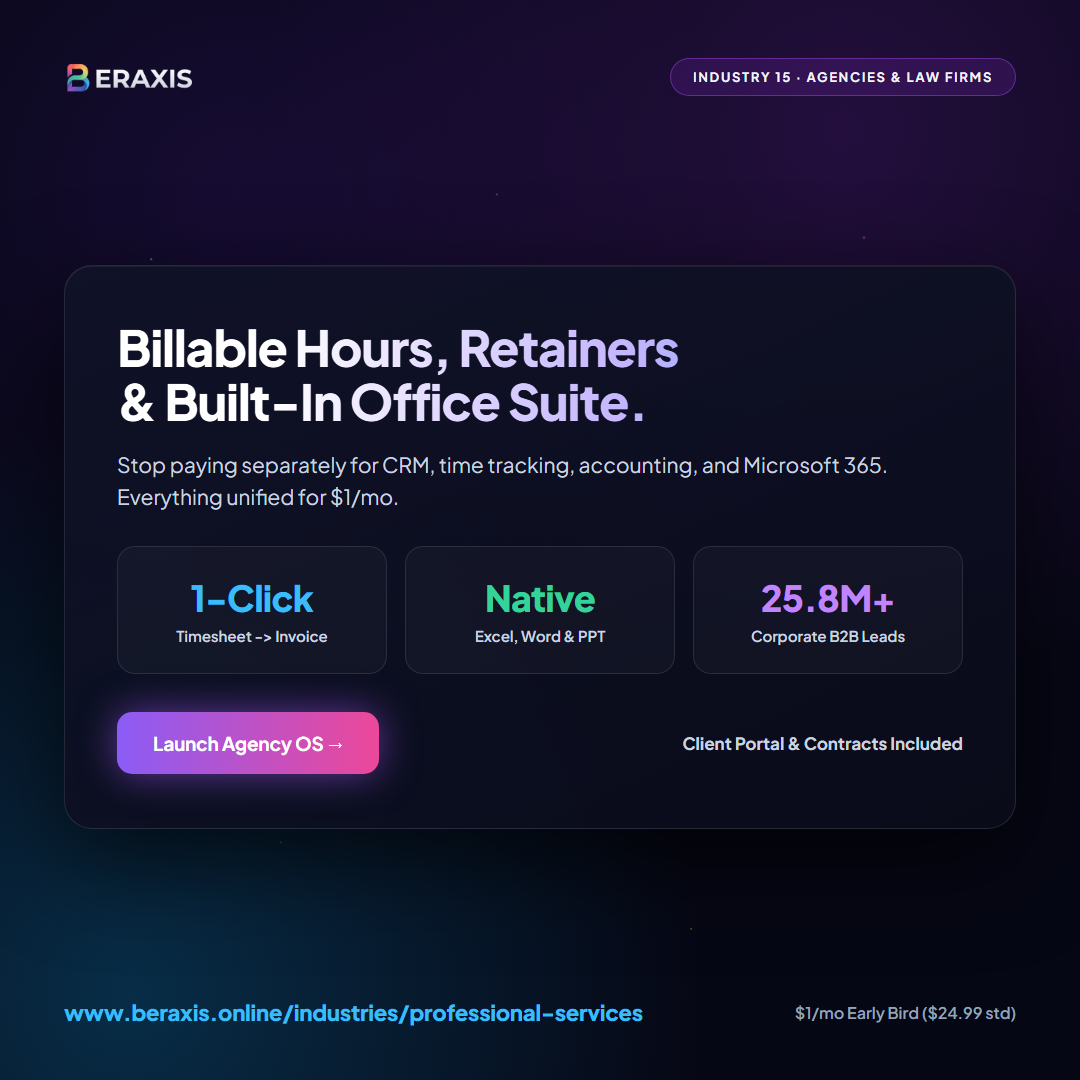 BERAXIS
INDUSTRY 15 · AGENCIES & LAW FIRMS
Billable Hours, Retainers
& Built-In Office Suite.
Stop paying separately for CRM, time tracking, accounting, and Microsoft 365.
Everything unified for $1/mo.
1-Click
Timesheet -> Invoice
Native
Excel, Word & PPT
25.8M+
Corporate B2B Leads
Launch Agency OS →
Client Portal & Contracts Included
www.beraxis.online/industries/professional-services
$1/mo Early Bird ($24.99 std)